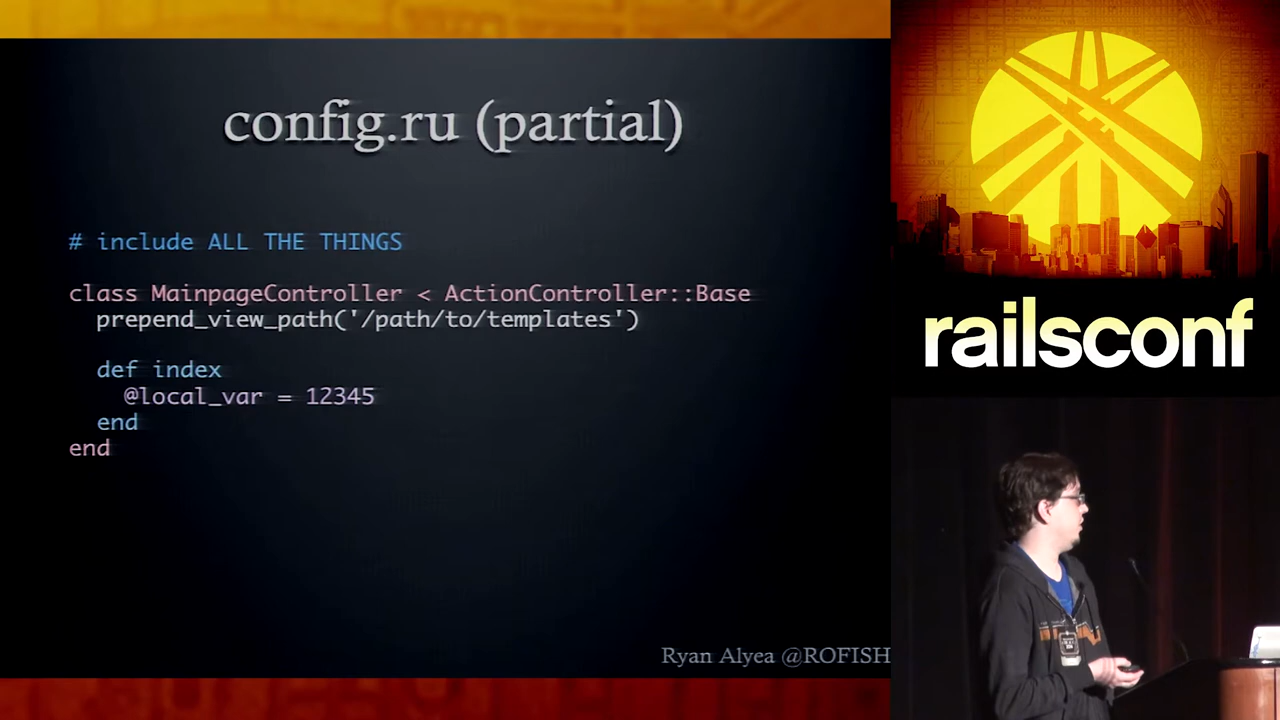 config.ru (partial)
# include ALL THE THINGS
class MainpageController < ActionController::Base
prepend_view_path('/path/to/templates')
def index
@local_var = 12345
end
end
Ryan Alyea @ROFISH
railsconf